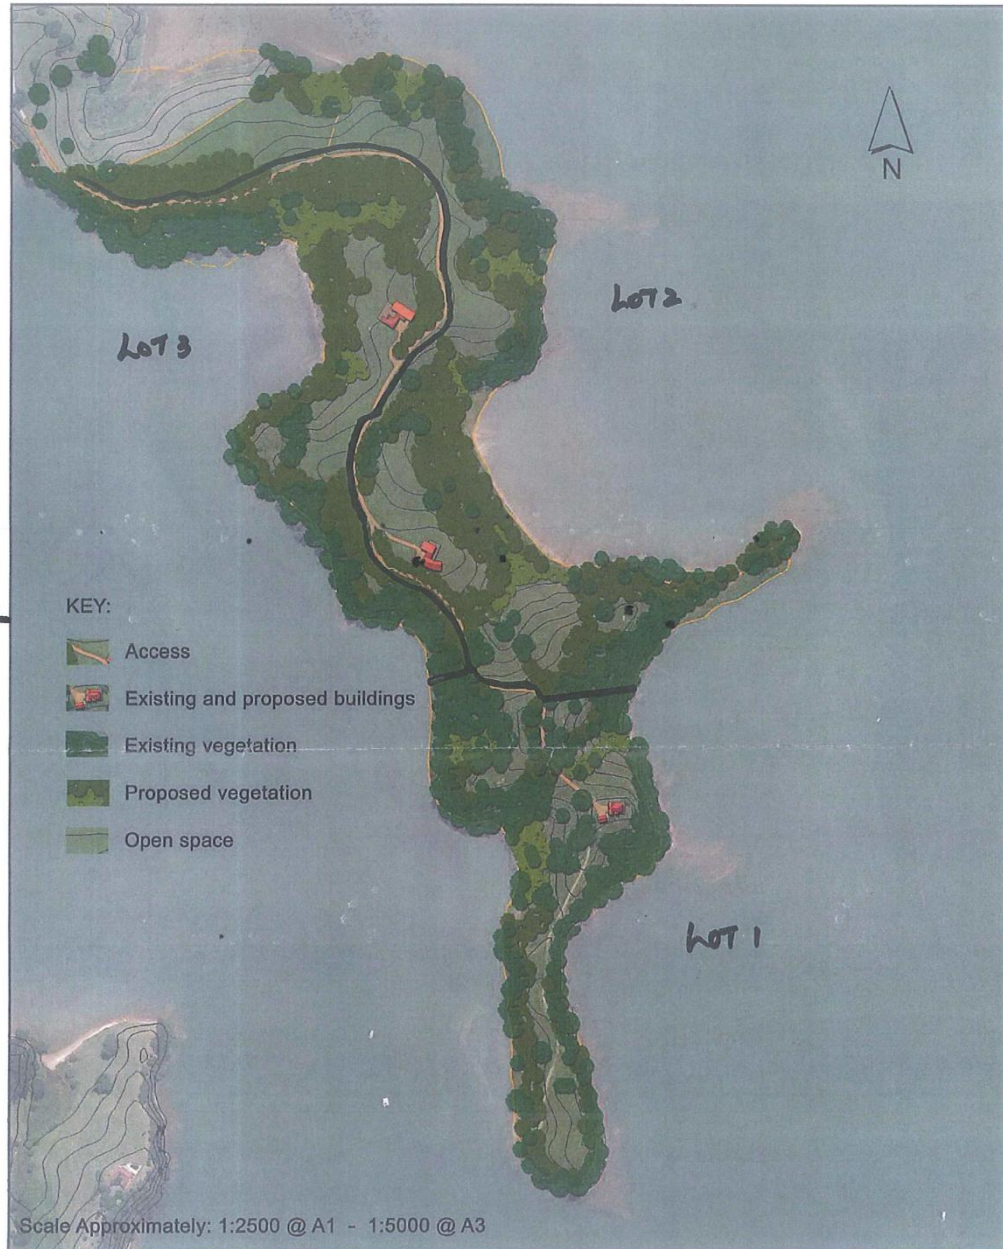 N
LOT 2
LOT 3
KEY:
Access
Existing and proposed buildings
Existing vegetation
Proposed vegetation
Open space
LOT 1
Scale Approximately: 1:2500 @ A1 - 1:5000 @ A3